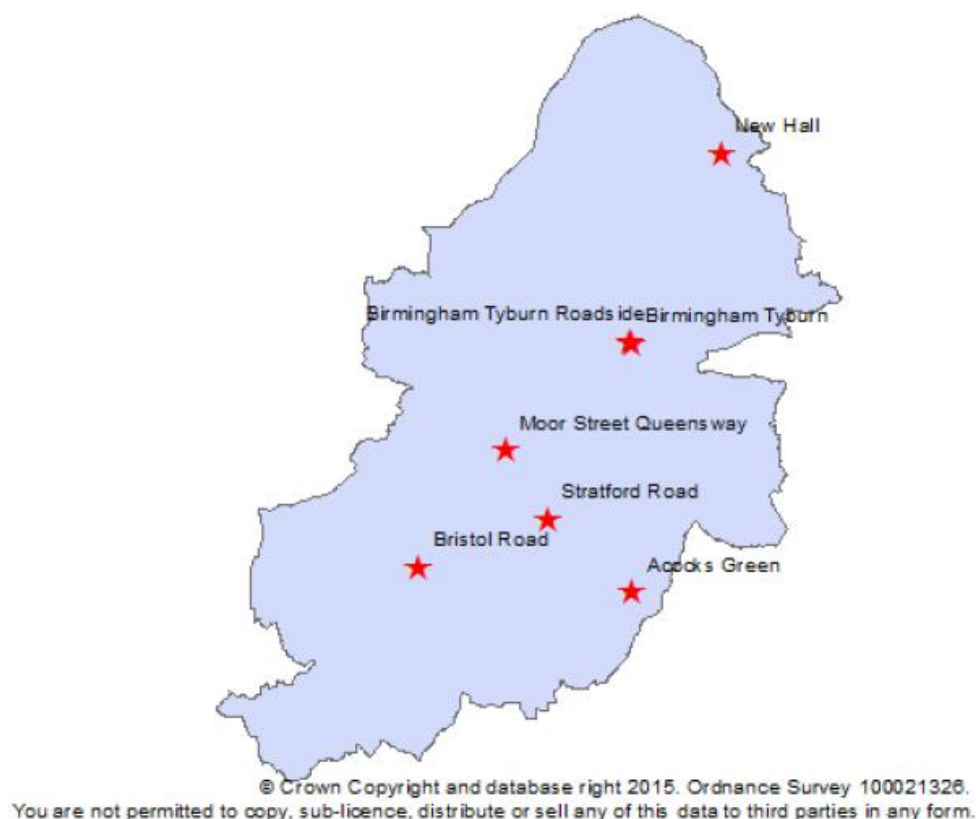 New Hall
Birmingham Tyburn Roadside
Birmingham Tyburn
Moor Street Queensway
Stratford Road
Bristol Road
Acocks Green
© Crown Copyright and database right 2015. Ordnance Survey 100021326.
You are not permitted to copy, sub-licence, distribute or sell any of this data to third parties in any form.